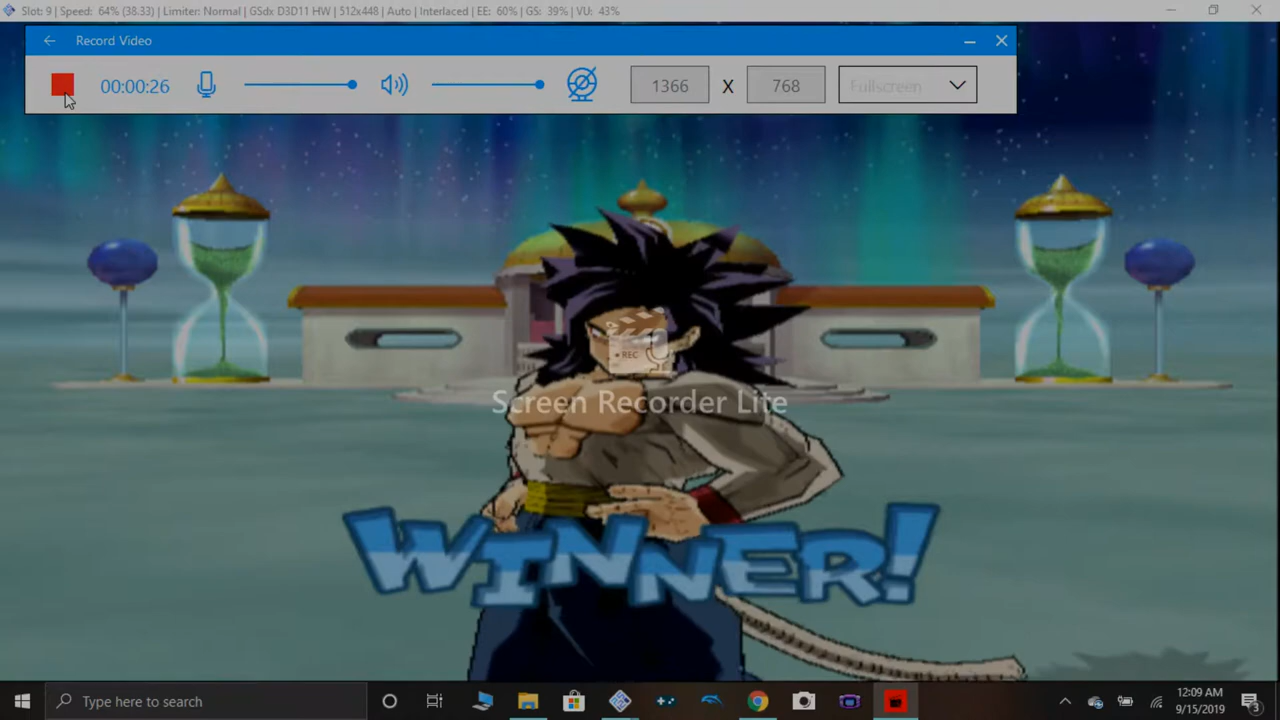 Slot: 9 | Speed: 64% (38.33) | Limiter: Normal | GSdx D3D11 HW | 512x448 | Auto | Interlaced | EE: 60% | GS: 39% | VU: 43%
Record Video
00:00:26
1366 X 768 Fullscreen
REC
Screen Recorder Lite
WINNER!
Type here to search
12:09 AM
9/15/2019
3